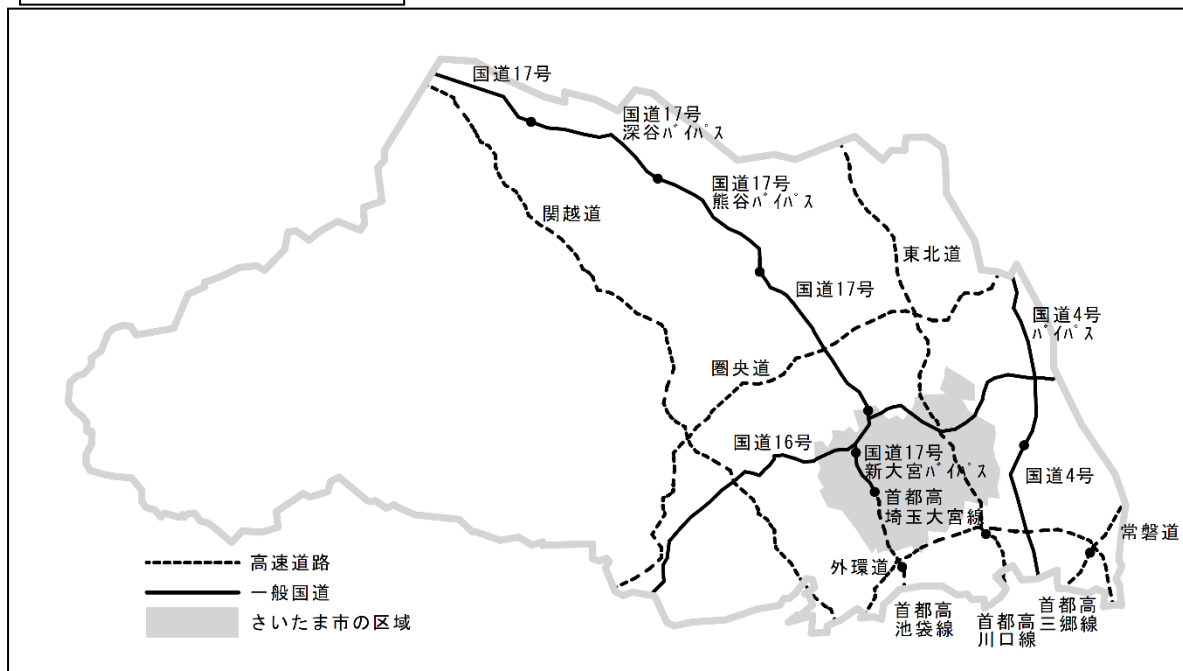 国道17号
国道17号
深谷ﾊﾞｲﾊﾟｽ
国道17号
熊谷ﾊﾞｲﾊﾟｽ
関越道
東北道
国道17号
国道4号
ﾊﾞｲﾊﾟｽ
圏央道
国道16号
国道17号
新大宮ﾊﾞｲﾊﾟｽ
国道4号
首都高
埼玉大宮線
常磐道
外環道
高速道路
一般国道
さいたま市の区域
首都高
池袋線
首都高
川口線
首都高
三郷線